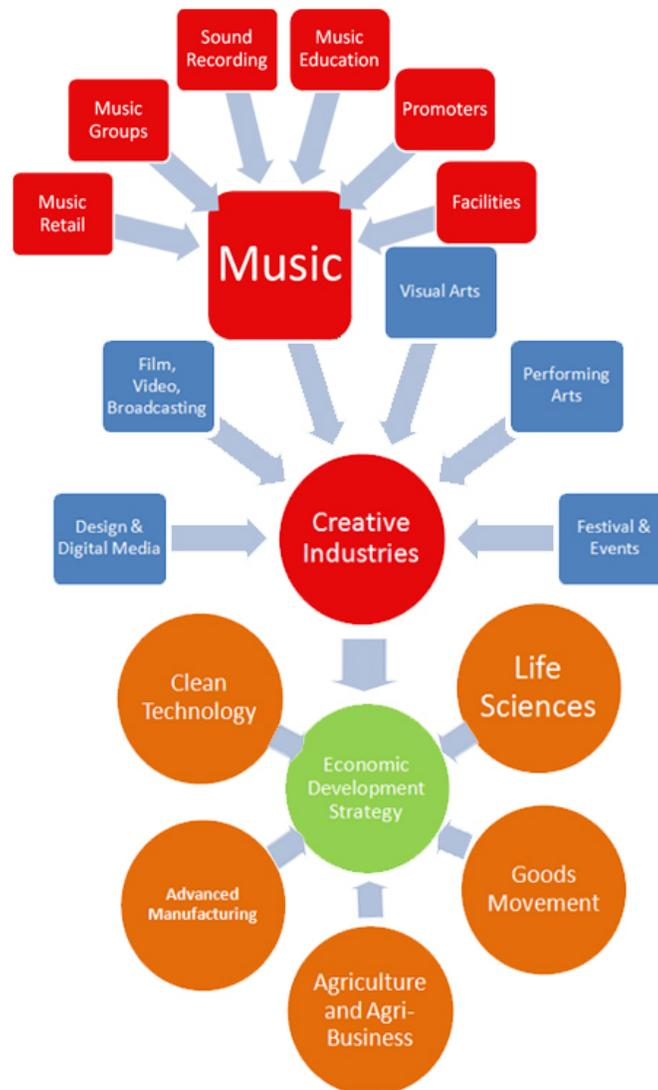 Sound
Recording
Music
Education
Music
Groups
Promoters
Music
Retail
Facilities
Music
Visual Arts
Film,
Video,
Broadcasting
Performing
Arts
Creative
Industries
Design &
Digital Media
Festival &
Events
Clean
Technology
Life
Sciences
Economic
Development
Strategy
Advanced
Manufacturing
Goods
Movement
Agriculture
and Agri-
Business